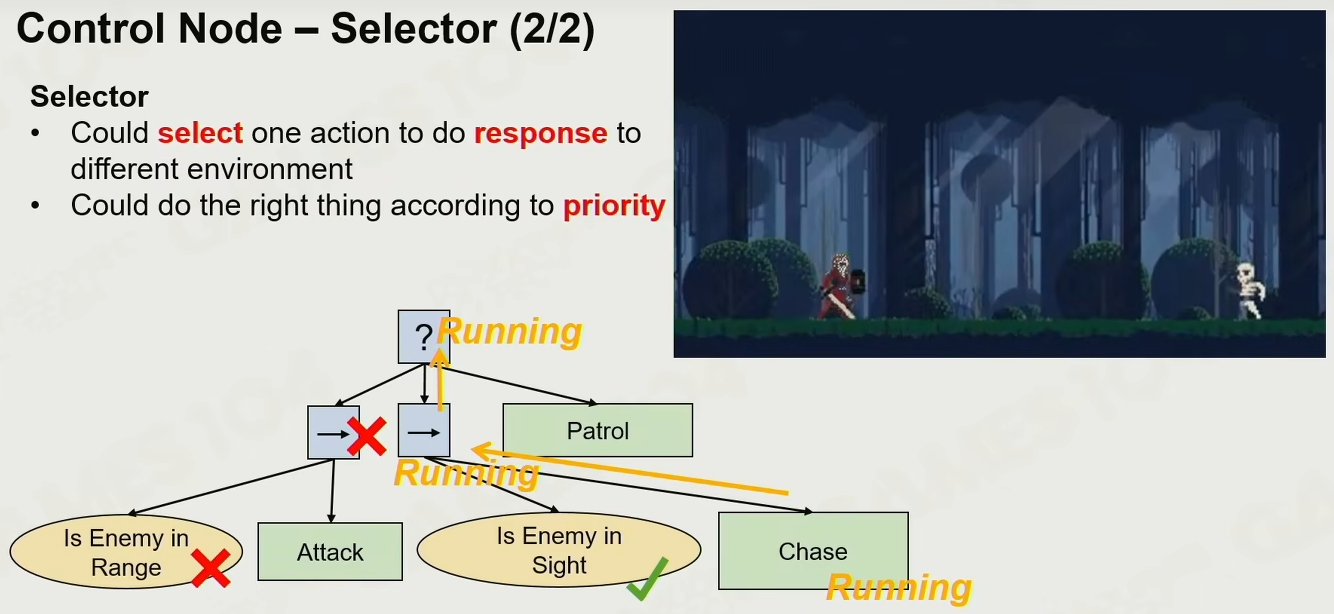 Control Node – Selector (2/2)
Selector
• Could select one action to do response to
different environment
• Could do the right thing according to priority
? Running
Patrol
Running
Is Enemy in
Range
Attack
Is Enemy in
Sight
Chase
Running